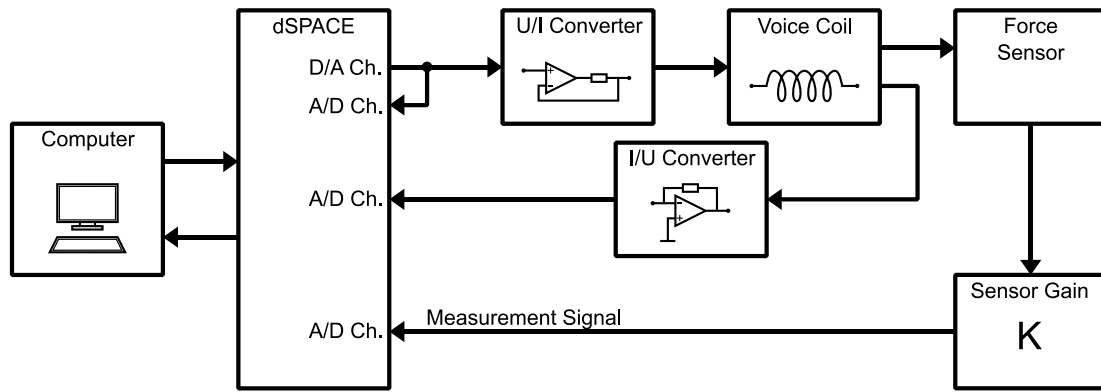 dSPACE
U/I Converter
Voice Coil
Force
Sensor
D/A Ch.
A/D Ch.
Computer
I/U Converter
A/D Ch.
Sensor Gain
K
A/D Ch.
Measurement Signal